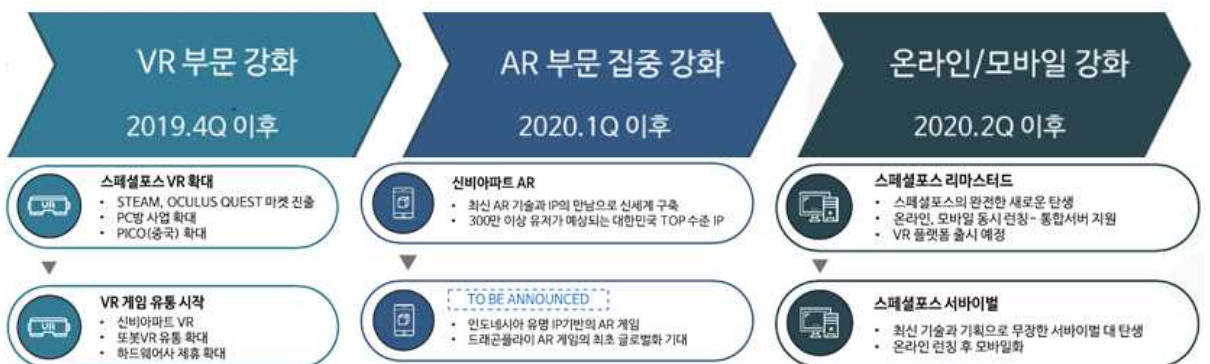 VR 부문 강화
2019.4Q 이후
스페셜포스 VR 확대
• STEAM, OCULUS QUEST 마켓 진출
• PC방 사업 확대
• PICO(중국) 확대
VR 게임 유통 시작
• 신비아파트 VR
• 또봇VR 유통 확대
• 하드웨어사 제휴 확대
AR 부문 집중 강화
2020.1Q 이후
신비아파트 AR
• 최신 AR 기술과 IP의 만남으로 신세계 구축
• 300만 이상 유저가 예상되는 대한민국 TOP 수준 IP
TO BE ANNOUNCED
• 인도네시아 유명 IP기반의 AR 게임
• 드래곤플라이 AR 게임의 최초 글로벌화 기대
온라인/모바일 강화
2020.2Q 이후
스페셜포스 리마스터드
• 스페셜포스의 완전한 새로운 탄생
• 온라인, 모바일 동시 런칭 - 통합서버 지원
• VR 플랫폼 출시 예정
스페셜포스 서바이벌
• 최신 기술과 기획으로 무장한 서바이벌 대 탄생
• 온라인 런칭 후 모바일화
VR
VR